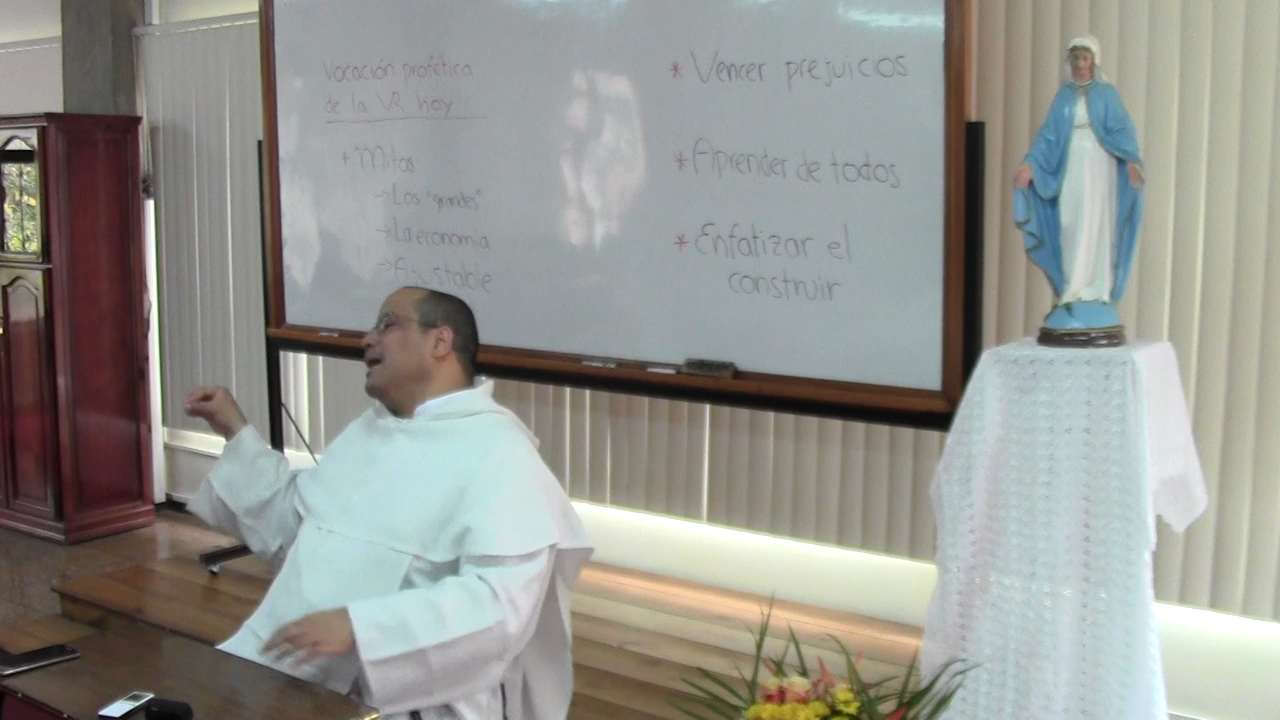 Vocación profética
de la VR hoy
+ Mitos
→ Los "grandes"
→ La economía
→
* Vencer prejuicios
* Aprender de todos
* Enfatizar el
construir